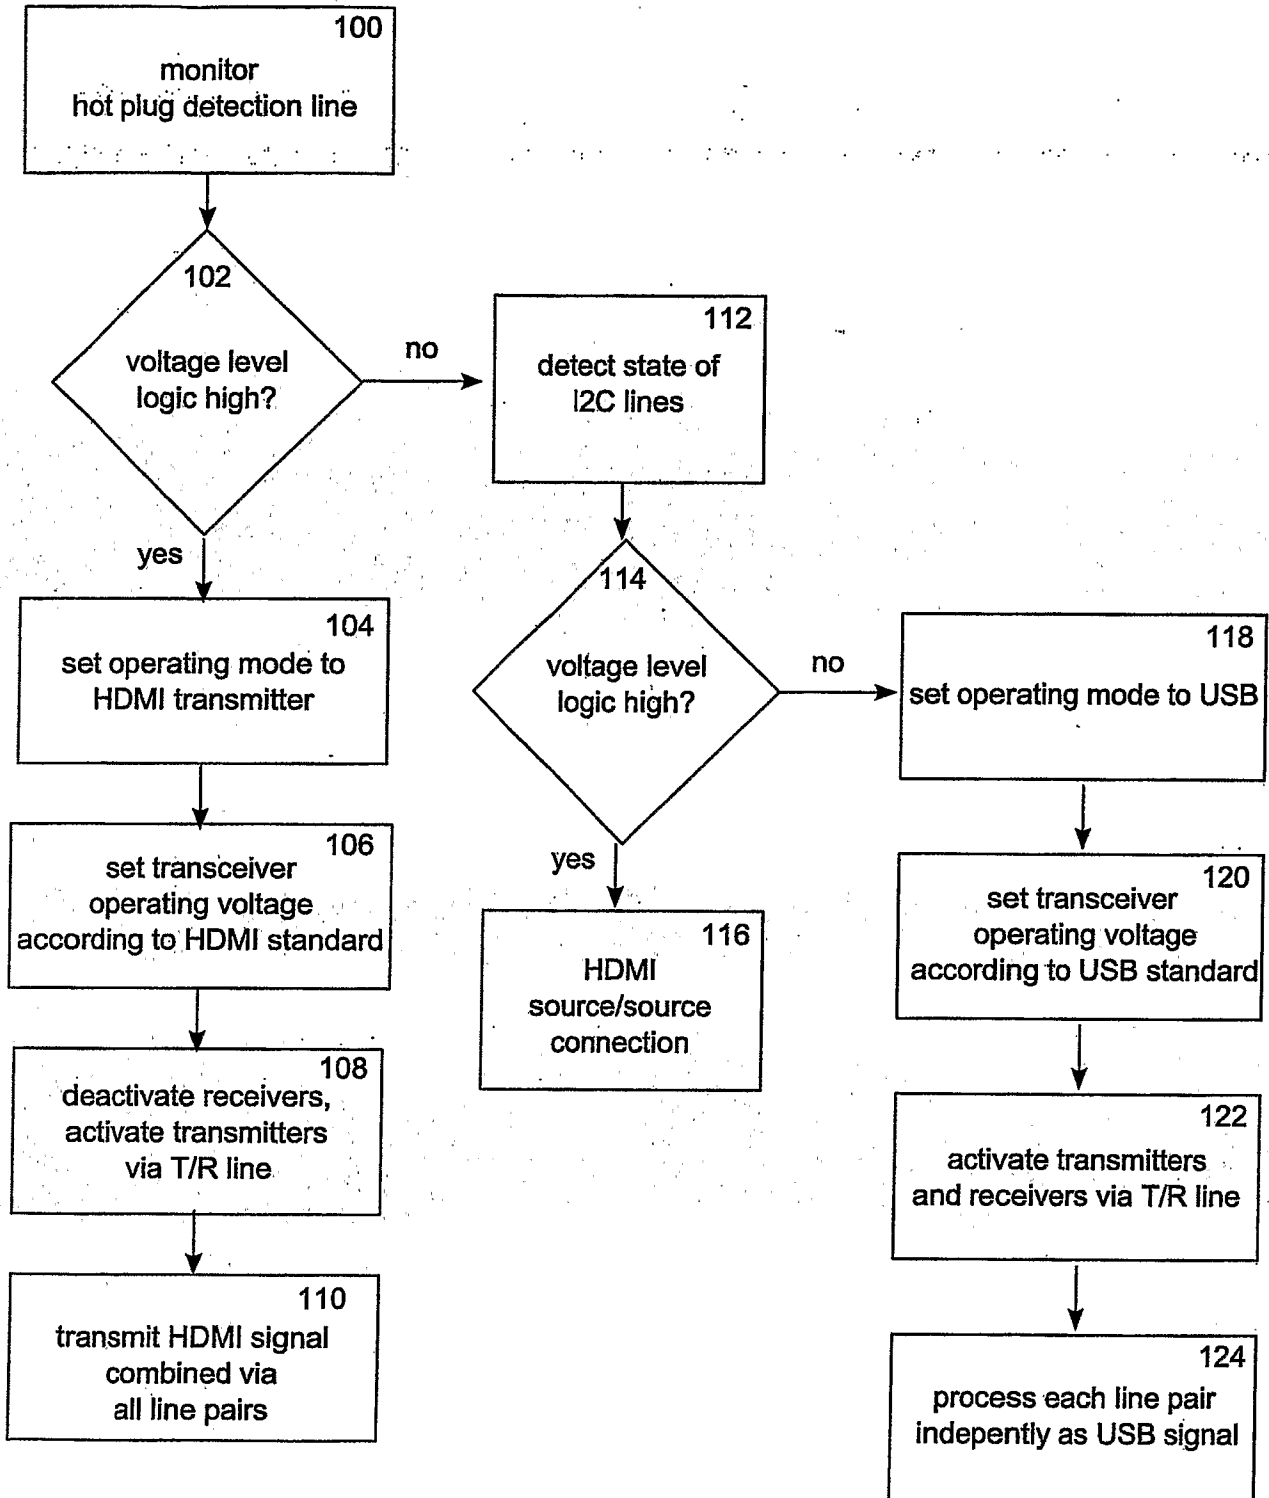 100
monitor
hot plug detection line
102
voltage level
logic high?
no
yes
112
detect state of
I2C lines
114
voltage level
logic high?
no
yes
104
set operating mode to
HDMI transmitter
106
set transceiver
operating voltage
according to HDMI standard
108
deactivate receivers,
activate transmitters
via T/R line
110
transmit HDMI signal
combined via
all line pairs
116
HDMI
source/source
connection
118
set operating mode to USB
120
set transceiver
operating voltage
according to USB standard
122
activate transmitters
and receivers via T/R line
124
process each line pair
indepently as USB signal